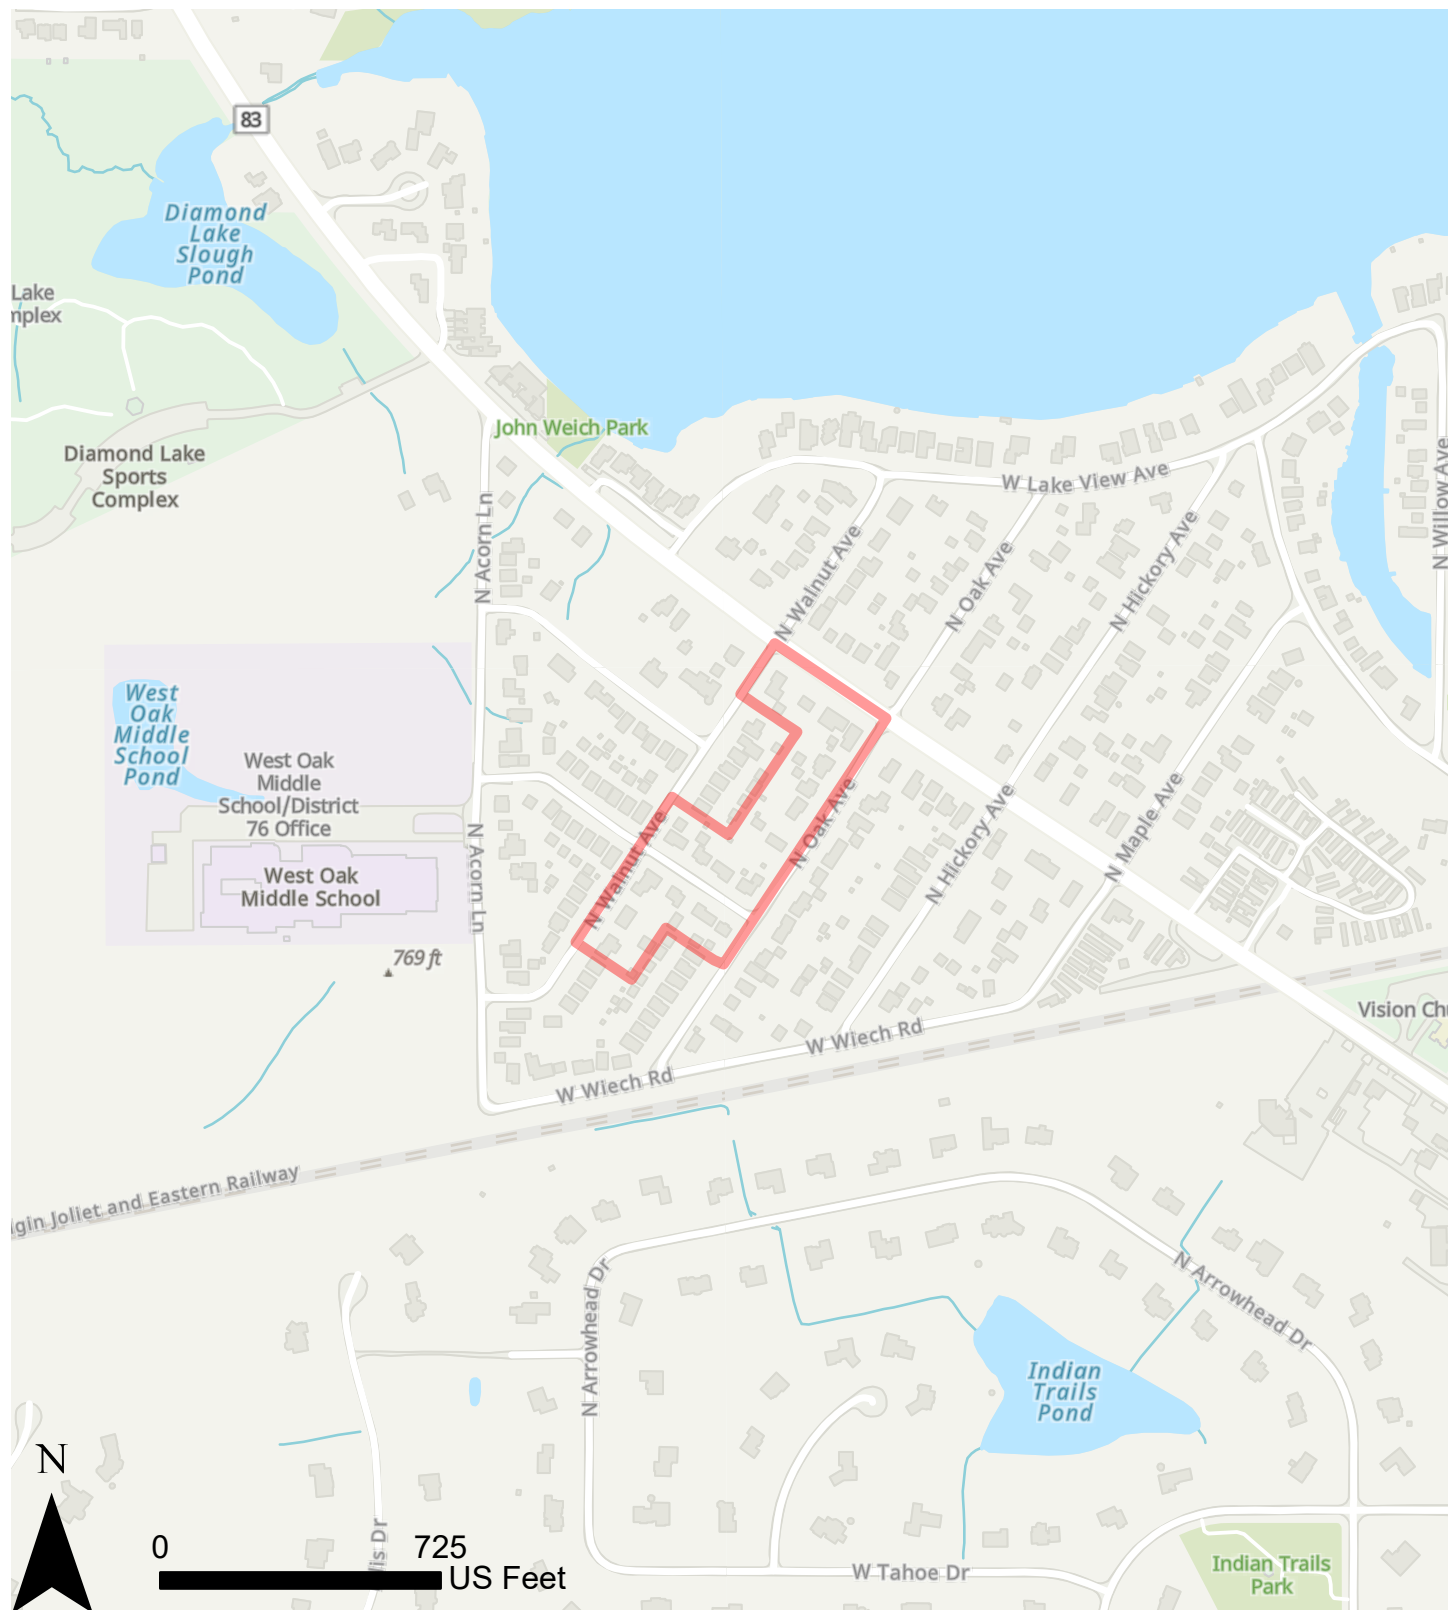 83
Diamond
Lake
Slough
Pond
Lake
mplex
John Weich Park
Diamond Lake
Sports
Complex
W Lake View Ave
N Willow Ave
N Acorn Ln
N Walnut Ave
N Oak Ave
N Hickory Ave
West
Oak
Middle
School
Pond
West Oak
Middle
School/District
76 Office
West Oak
Middle School
N Acorn Ln
N Walnut Ave
N Oak Ave
N Hickory Ave
N Maple Ave
769 ft
Vision Chu
W Wiech Rd
W Wiech Rd
lgin Joliet and Eastern Railway
N Arrowhead Dr
N Arrowhead Dr
Indian
Trails
Pond
N
0 725
US Feet
lis Dr
W Tahoe Dr
Indian Trails
Park